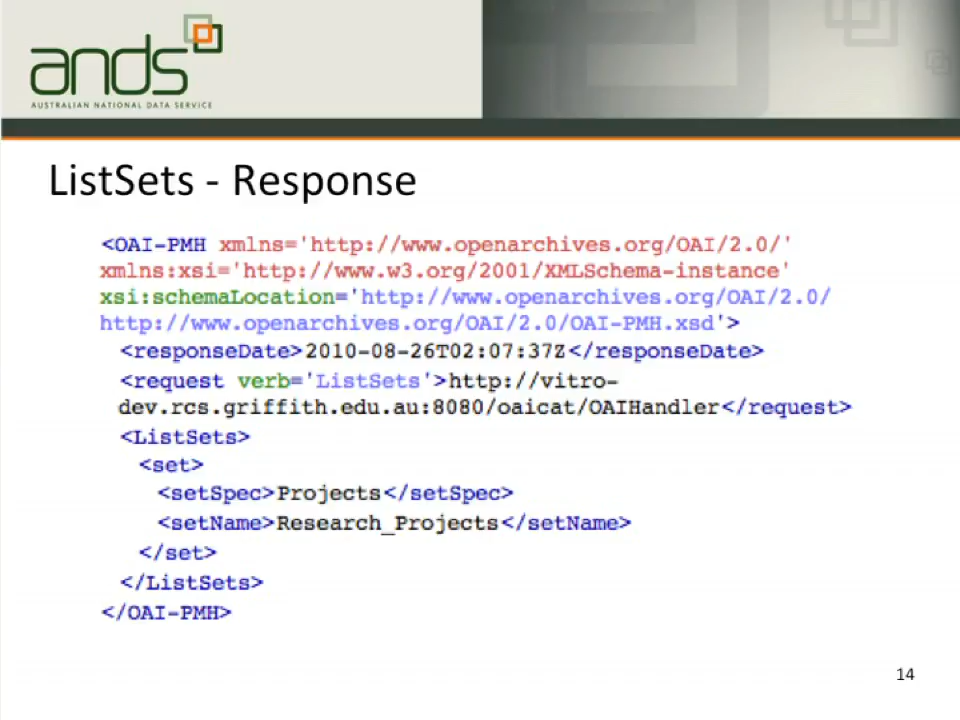 ands
AUSTRALIAN NATIONAL DATA SERVICE
ListSets - Response
<OAI-PMH xmlns='http://www.openarchives.org/OAI/2.0/'
xmlns:xsi='http://www.w3.org/2001/XMLSchema-instance'
xsi:schemaLocation='http://www.openarchives.org/OAI/2.0/
http://www.openarchives.org/OAI/2.0/OAI-PMH.xsd'>
<responseDate>2010-08-26T02:07:37Z</responseDate>
<request verb='ListSets'>http://vitro-
dev.rcs.griffith.edu.au:8080/oaicat/OAIHandler</request>
<ListSets>
<set>
<setSpec>Projects</setSpec>
<setName>Research_Projects</setName>
</set>
</ListSets>
</OAI-PMH>
14